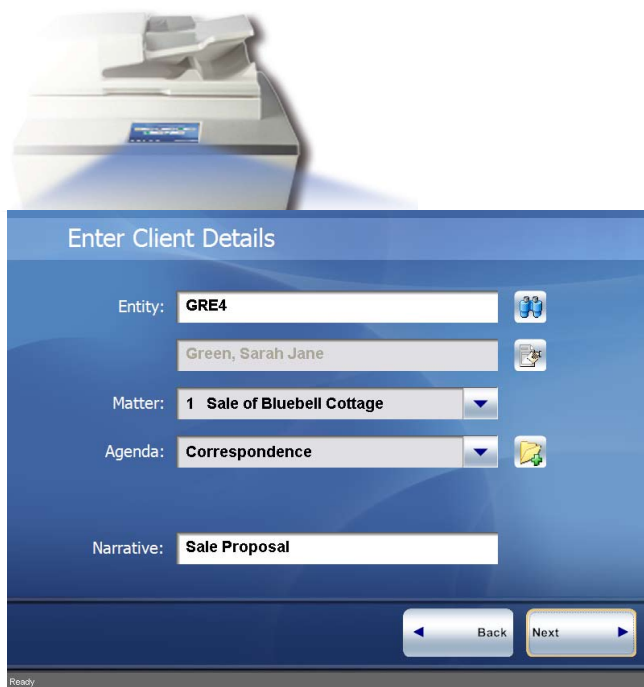 Enter Client Details
Entity: GRE4
Green, Sarah Jane
Matter: 1 Sale of Bluebell Cottage
Agenda: Correspondence
Narrative: Sale Proposal
Back Next
Ready